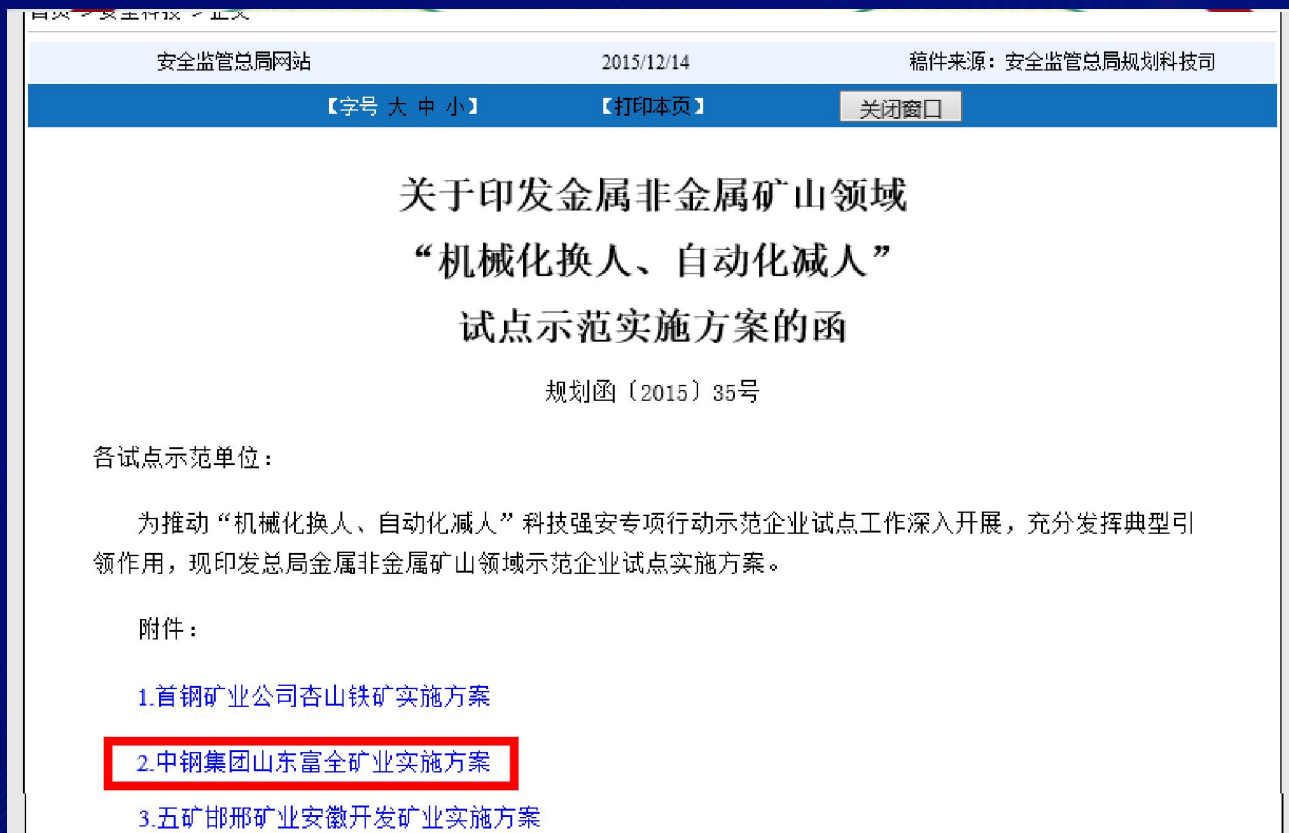 首页 > 安全科技 > 正文
安全监管总局网站 2015/12/14 稿件来源：安全监管总局规划科技司
【字号 大 中 小】 【打印本页】 关闭窗口
关于印发金属非金属矿山领域
“机械化换人、自动化减人”
试点示范实施方案的函
规划函〔2015〕35号
各试点示范单位：
为推动“机械化换人、自动化减人”科技强安专项行动示范企业试点工作深入开展，充分发挥典型引
领作用，现印发总局金属非金属矿山领域示范企业试点实施方案。
附件：
1.首钢矿业公司杏山铁矿实施方案
2.中钢集团山东富全矿业实施方案
3.五矿邯邢矿业安徽开发矿业实施方案